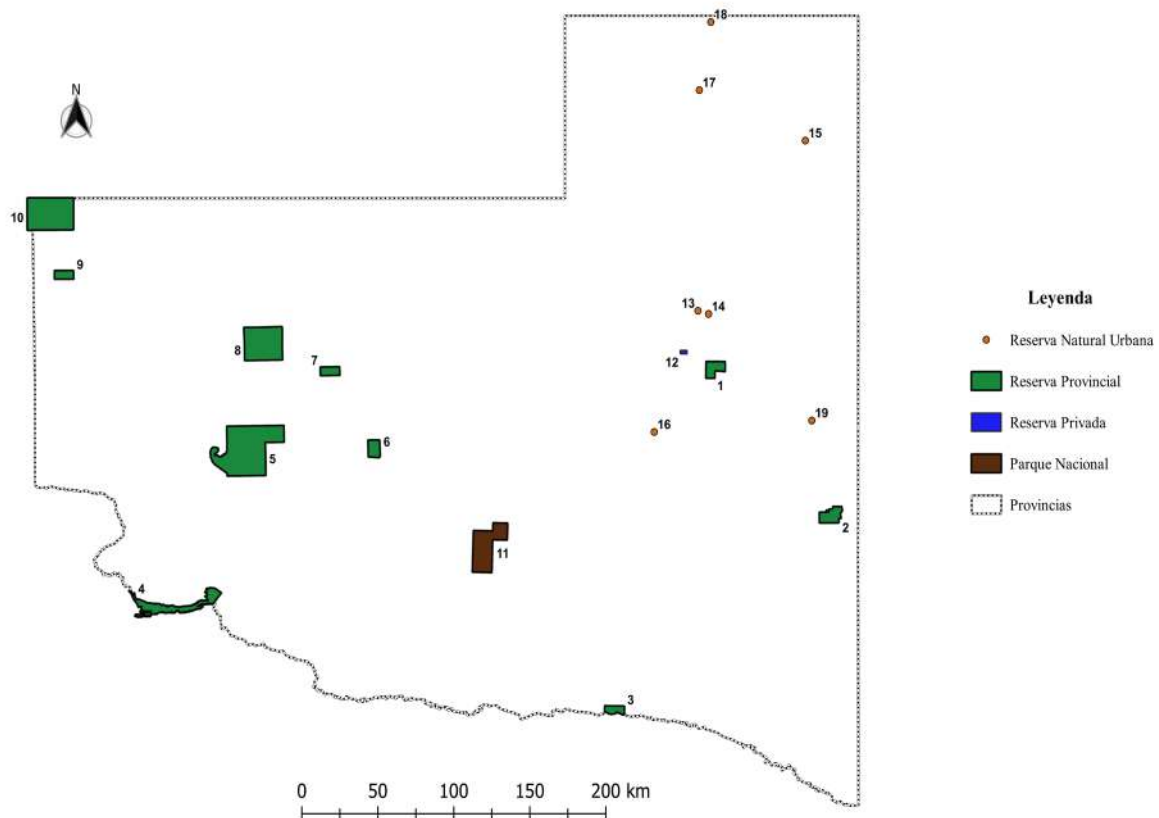 18
17
N
15
10
9
13
14
Leyenda
Reserva Natural Urbana
8
7
12
1
Reserva Provincial
19
Reserva Privada
16
6
5
Parque Nacional
Provincias
2
11
4
3
0 50 100 150 200 km